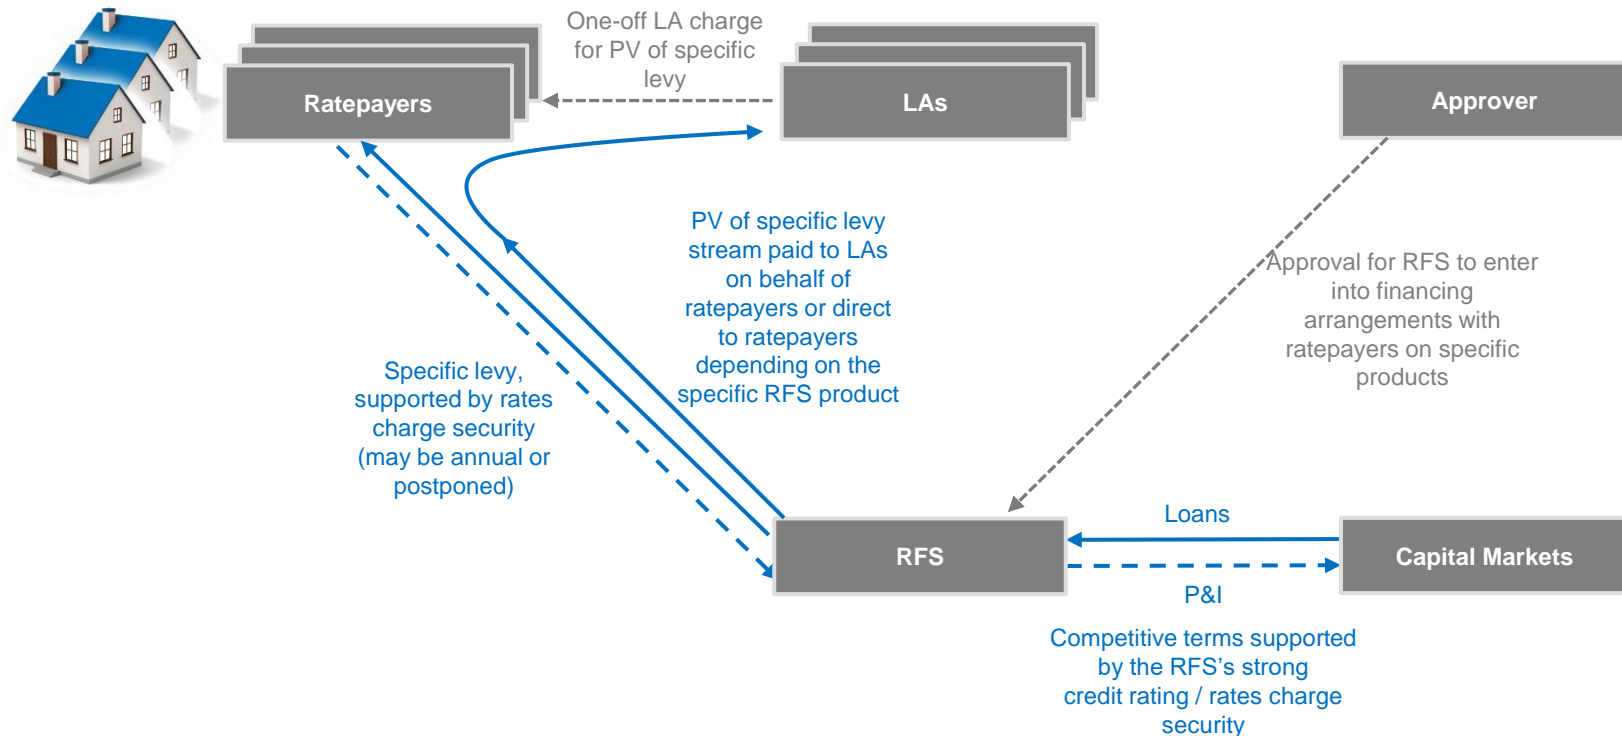 One-off LA charge
for PV of specific
levy
Ratepayers
LAs
Approver
PV of specific levy
stream paid to LAs
on behalf of
ratepayers or direct
to ratepayers
depending on the
specific RFS product
Approval for RFS to enter
into financing
arrangements with
ratepayers on specific
products
Specific levy,
supported by rates
charge security
(may be annual or
postponed)
Loans
RFS
Capital Markets
P&I
Competitive terms supported
by the RFS’s strong
credit rating / rates charge
security